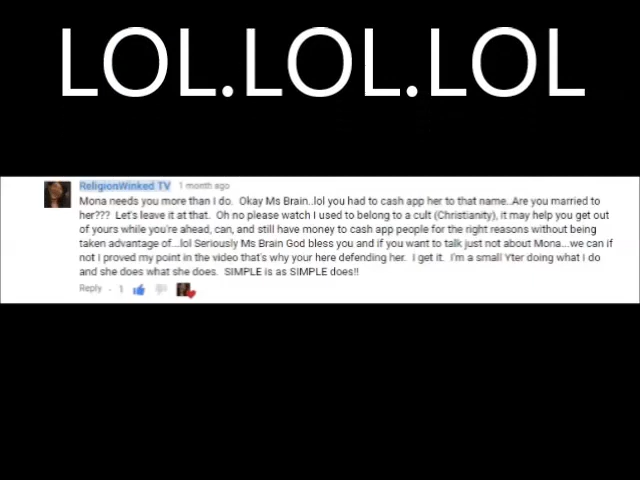 LOL.LOL.LOL
ReligionWinked TV 1 month ago
Mona needs you more than I do. Okay Ms Brain..lol you had to cash app her to that name..Are you married to
her??? Let's leave it at that. Oh no please watch I used to belong to a cult (Christianity), it may help you get out
of yours while you're ahead, can, and still have money to cash app people for the right reasons without being
taken advantage of...lol Seriously Ms Brain God bless you and if you want to talk just not about Mona...we can if
not I proved my point in the video that's why your here defending her. I get it. I'm a small Yter doing what I do
and she does what she does. SIMPLE is as SIMPLE does!!
Reply · 1